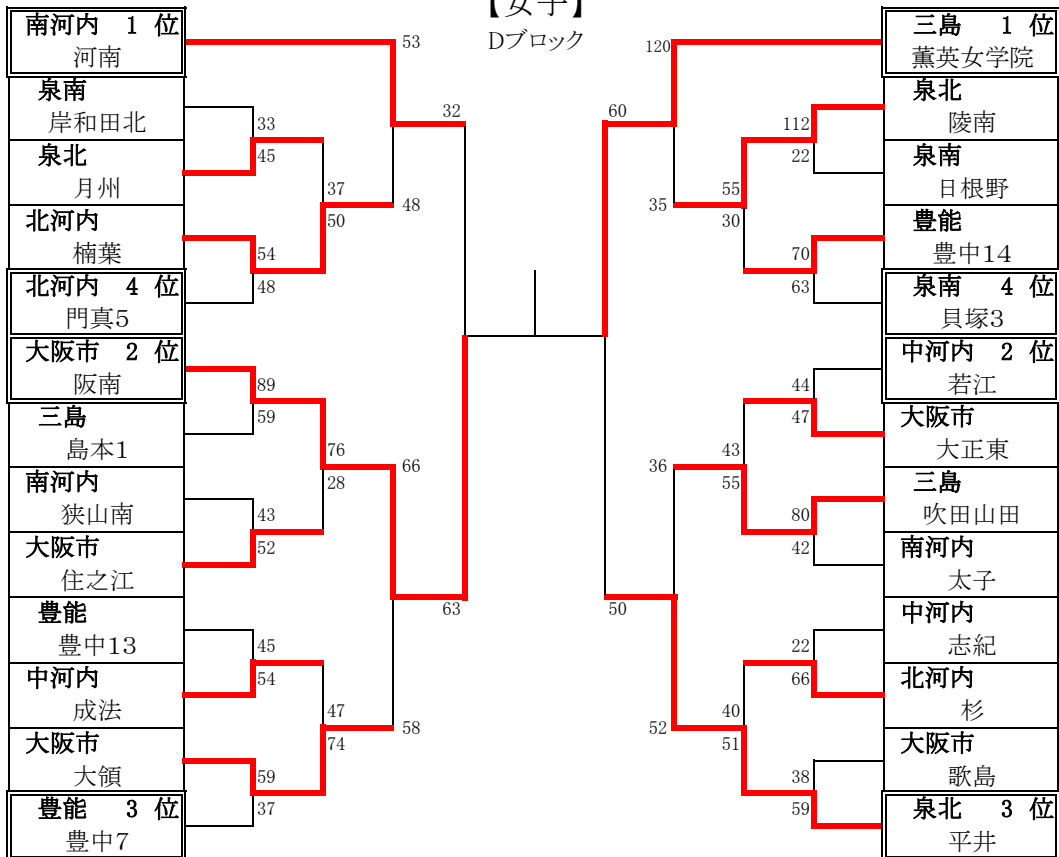 【女子】
Dブロック
南河内 1 位
河南
泉南
岸和田北
泉北
月州
北河内
楠葉
北河内 4 位
門真5
大阪市 2 位
阪南
三島
島本1
南河内
狭山南
大阪市
住之江
豊能
豊中13
中河内
成法
大阪市
大領
豊能 3 位
豊中7
33
45
54
48
89
59
43
52
45
54
59
37
37
50
76
28
47
74
53
48
66
58
32
63
60
50
120
35
36
52
55
30
43
55
40
51
112
22
70
63
44
47
80
42
22
66
38
59
三島 1 位
薫英女学院
泉北
陵南
泉南
日根野
豊能
豊中14
泉南 4 位
貝塚3
中河内 2 位
若江
大阪市
大正東
三島
吹田山田
南河内
太子
中河内
志紀
北河内
杉
大阪市
歌島
泉北 3 位
平井